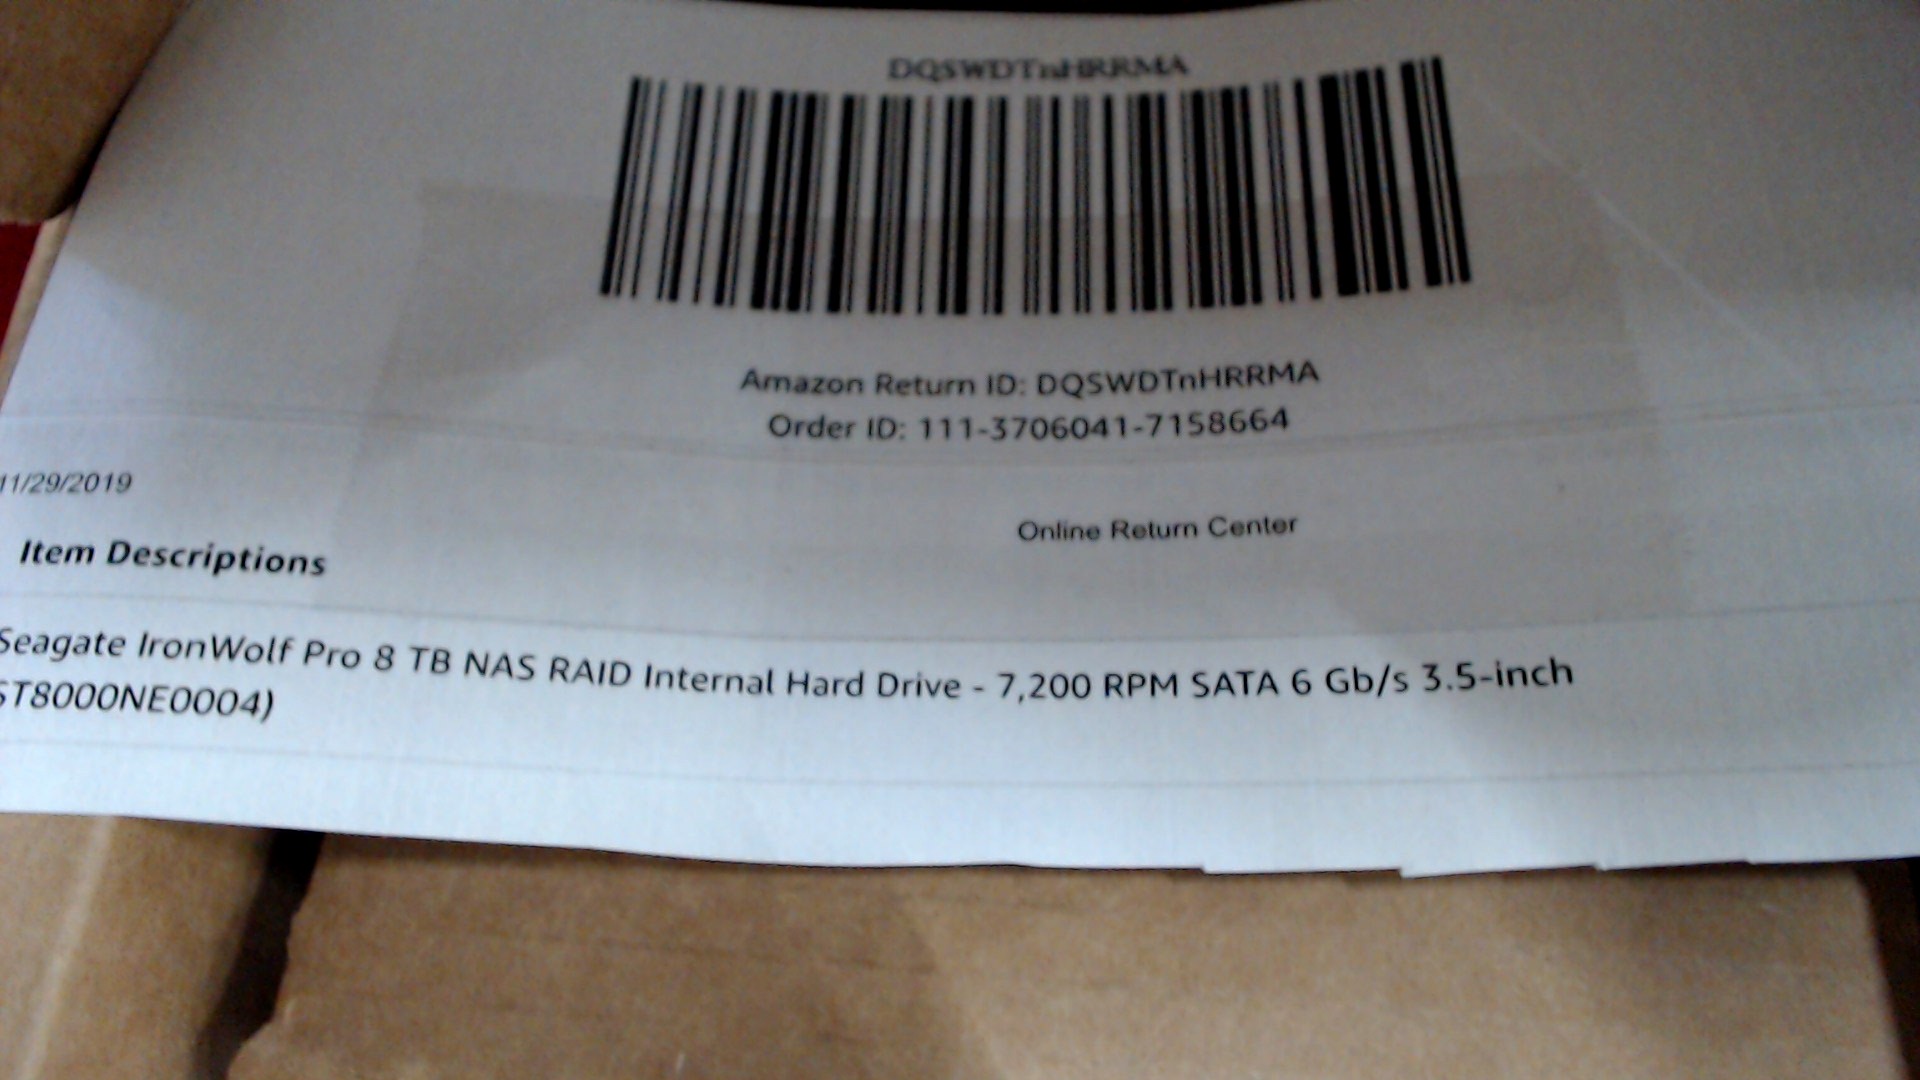 DQSWDTnHRRMA
Amazon Return ID: DQSWDTnHRRMA
Order ID: 111-3706041-7158664
11/29/2019
Online Return Center
Item Descriptions
Seagate IronWolf Pro 8 TB NAS RAID Internal Hard Drive - 7,200 RPM SATA 6 Gb/s 3.5-inch
ST8000NE0004)